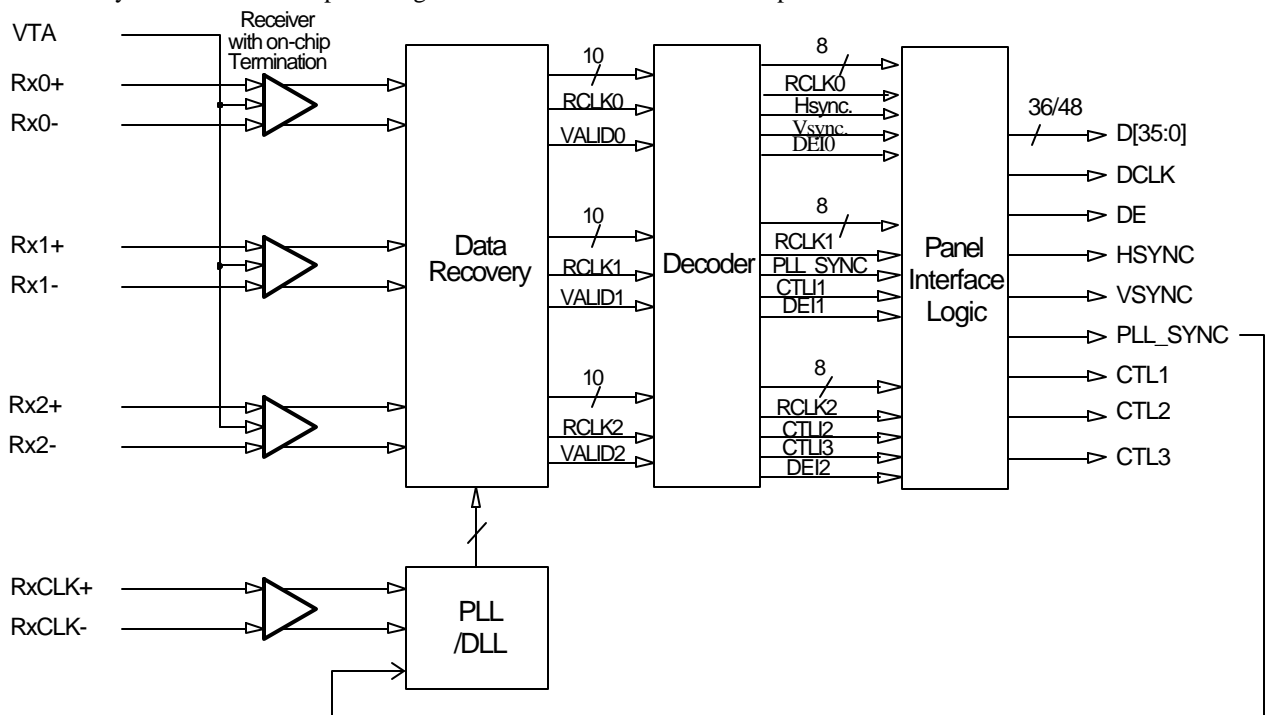 VTA
Receiver
with on-chip
Termination
Rx0+
Rx0-
Rx1+
Rx1-
Rx2+
Rx2-
RxCLK+
RxCLK-
Data
Recovery
PLL
/DLL
10
RCLK0
VALID0
10
RCLK1
VALID1
10
RCLK2
VALID2
Decoder
8
RCLK0
Hsync.
Vsync.
DEI0
8
RCLK1
PLL_SYNC
CTLI1
DEI1
8
RCLK2
CTLI2
CTLI3
DEI2
Panel
Interface
Logic
36/48
D[35:0]
DCLK
DE
HSYNC
VSYNC
PLL_SYNC
CTL1
CTL2
CTL3